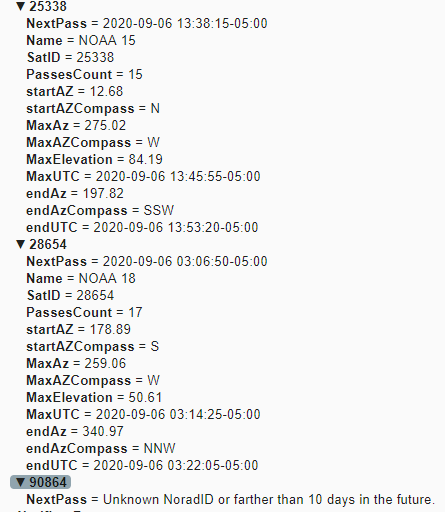 ▼ 25338
NextPass = 2020-09-06 13:38:15-05:00
Name = NOAA 15
SatID = 25338
PassesCount = 15
startAZ = 12.68
startAZCompass = N
MaxAz = 275.02
MaxAZCompass = W
MaxElevation = 84.19
MaxUTC = 2020-09-06 13:45:55-05:00
endAz = 197.82
endAzCompass = SSW
endUTC = 2020-09-06 13:53:20-05:00
▼ 28654
NextPass = 2020-09-06 03:06:50-05:00
Name = NOAA 18
SatID = 28654
PassesCount = 17
startAZ = 178.89
startAZCompass = S
MaxAz = 259.06
MaxAZCompass = W
MaxElevation = 50.61
MaxUTC = 2020-09-06 03:14:25-05:00
endAz = 340.97
endAzCompass = NNW
endUTC = 2020-09-06 03:22:05-05:00
▼ 90864
NextPass = Unknown NoradID or farther than 10 days in the future.